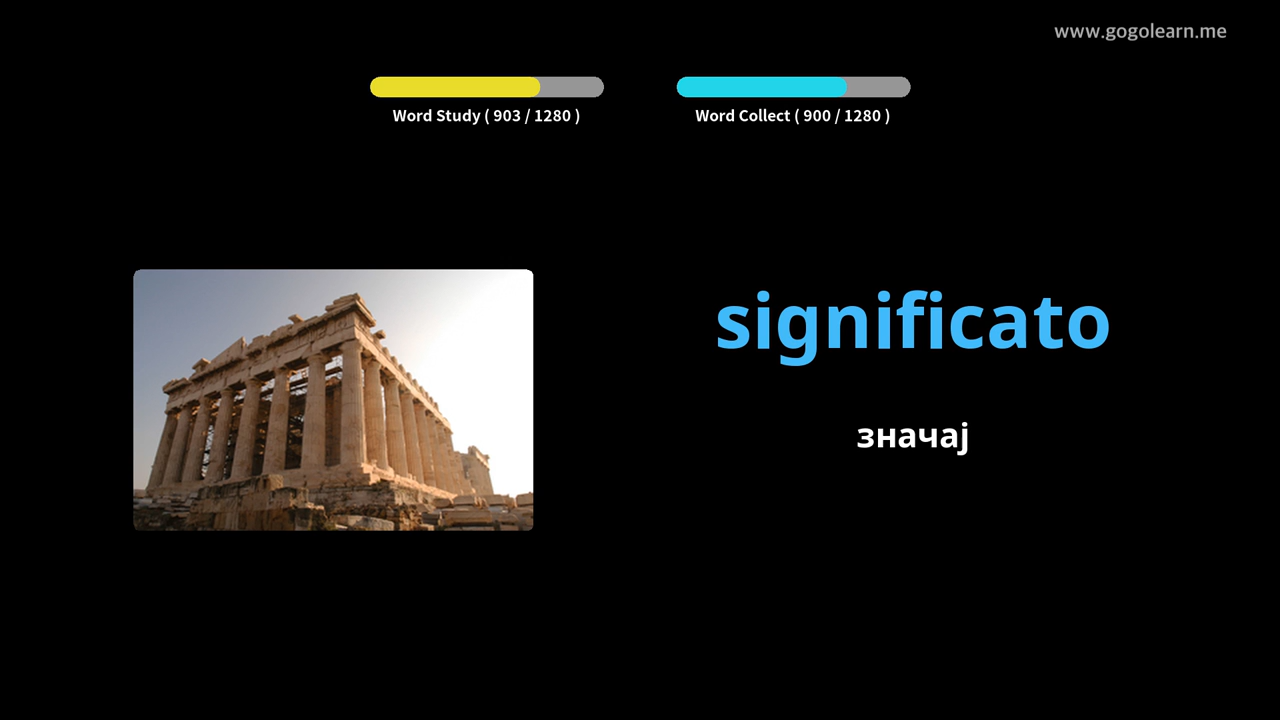 www.gogolearn.me
Word Study ( 903 / 1280 )
Word Collect ( 900 / 1280 )
significato
значај